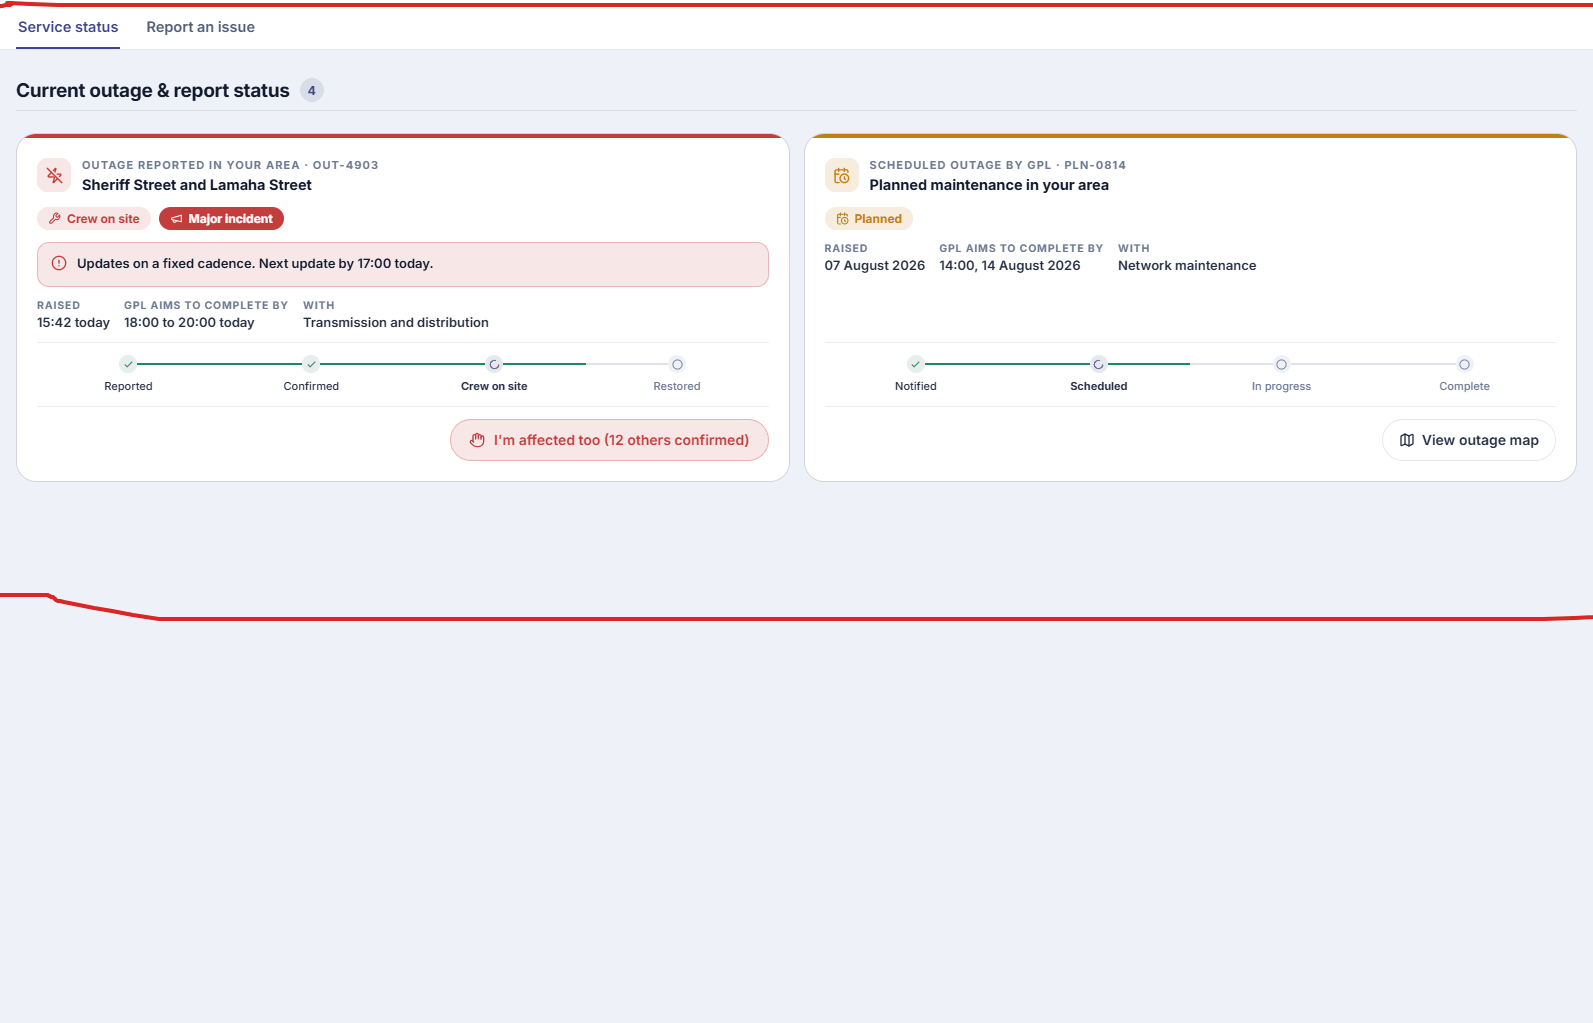 Service status Report an issue
Current outage & report status 4
OUTAGE REPORTED IN YOUR AREA · OUT-4903
Sheriff Street and Lamaha Street
Crew on site Major incident
Updates on a fixed cadence. Next update by 17:00 today.
RAISED GPL AIMS TO COMPLETE BY WITH
15:42 today 18:00 to 20:00 today Transmission and distribution
Reported Confirmed Crew on site Restored
I'm affected too (12 others confirmed)
SCHEDULED OUTAGE BY GPL · PLN-0814
Planned maintenance in your area
Planned
RAISED GPL AIMS TO COMPLETE BY WITH
07 August 2026 14:00, 14 August 2026 Network maintenance
Notified Scheduled In progress Complete
View outage map